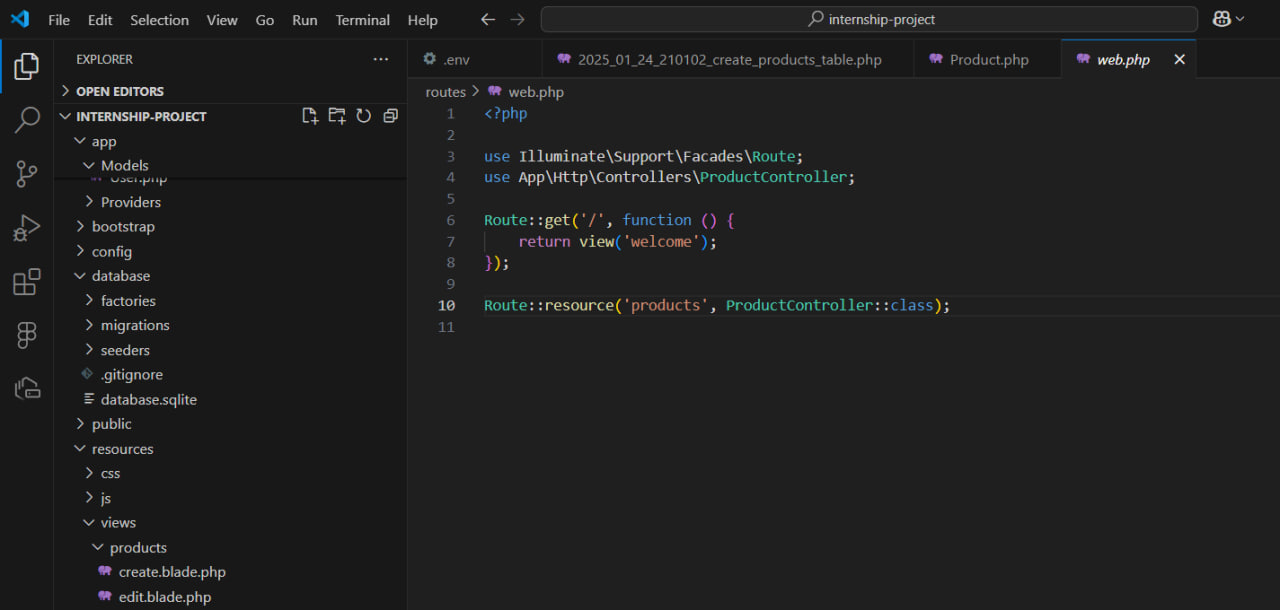 File Edit Selection View Go Run Terminal Help
internship-project
EXPLORER
OPEN EDITORS
INTERNSHIP-PROJECT
app
Models
User.php
Providers
bootstrap
config
database
factories
migrations
seeders
.gitignore
database.sqlite
public
resources
css
js
views
products
create.blade.php
edit.blade.php
.env 2025_01_24_210102_create_products_table.php Product.php web.php
routes > web.php
1 <?php
2
3 use Illuminate\Support\Facades\Route;
4 use App\Http\Controllers\ProductController;
5
6 Route::get('/', function () {
7     return view('welcome');
8 });
9
10 Route::resource('products', ProductController::class);
11